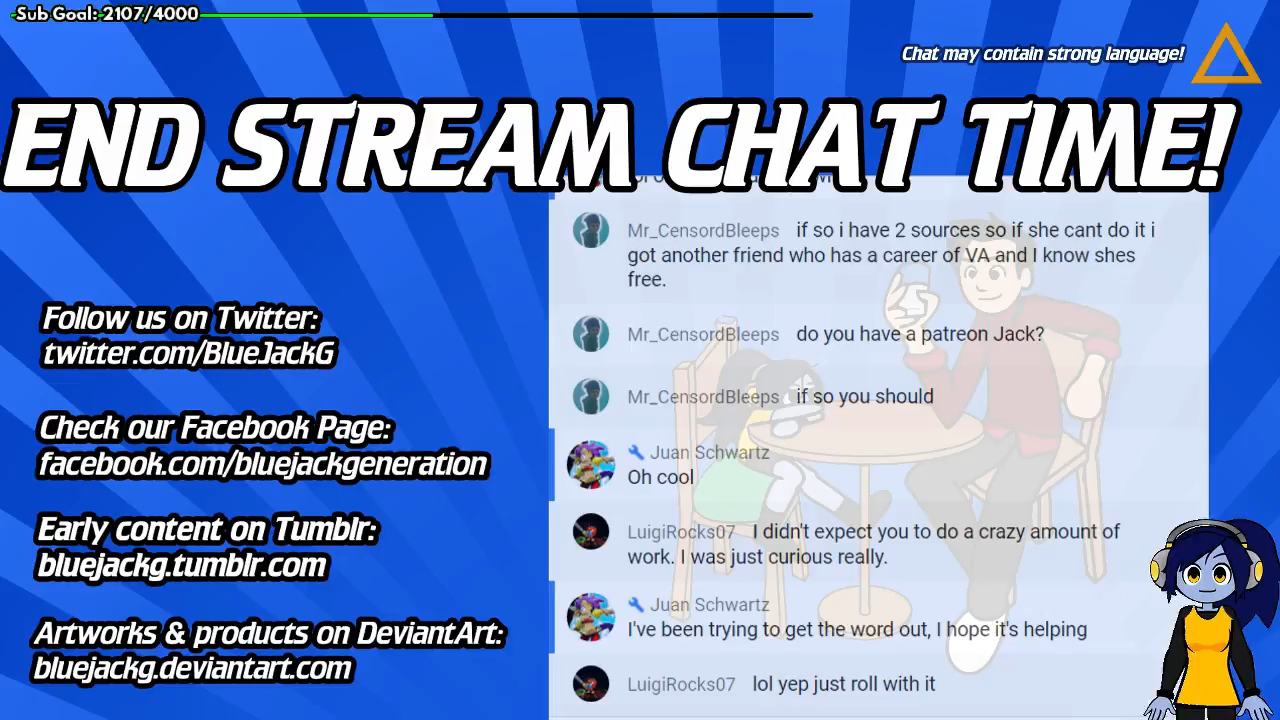 Sub Goal: 2107/4000
Chat may contain strong language!
END STREAM CHAT TIME!
Follow us on Twitter:
twitter.com/BlueJackG
Check our Facebook Page:
facebook.com/bluejackgeneration
Early content on Tumblr:
bluejackg.tumblr.com
Artworks & products on DeviantArt:
bluejackg.deviantart.com
Mr_CensordBleeps if so i have 2 sources so if she cant do it i
got another friend who has a career of VA and I know shes
free.
Mr_CensordBleeps do you have a patreon Jack?
Mr_CensordBleeps if so you should
Juan Schwartz
Oh cool
LuigiRocks07 I didn't expect you to do a crazy amount of
work. I was just curious really.
Juan Schwartz
I've been trying to get the word out, I hope it's helping
LuigiRocks07 lol yep just roll with it